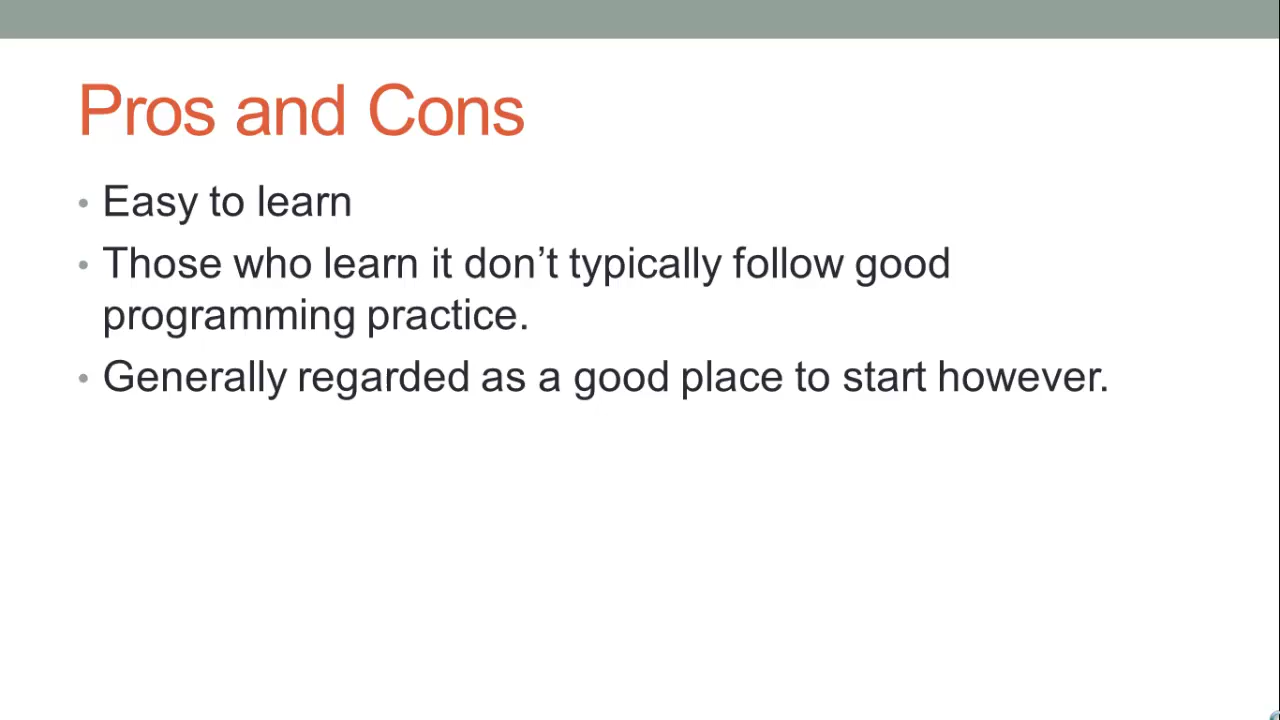 Pros and Cons
• Easy to learn
• Those who learn it don’t typically follow good
programming practice.
• Generally regarded as a good place to start however.